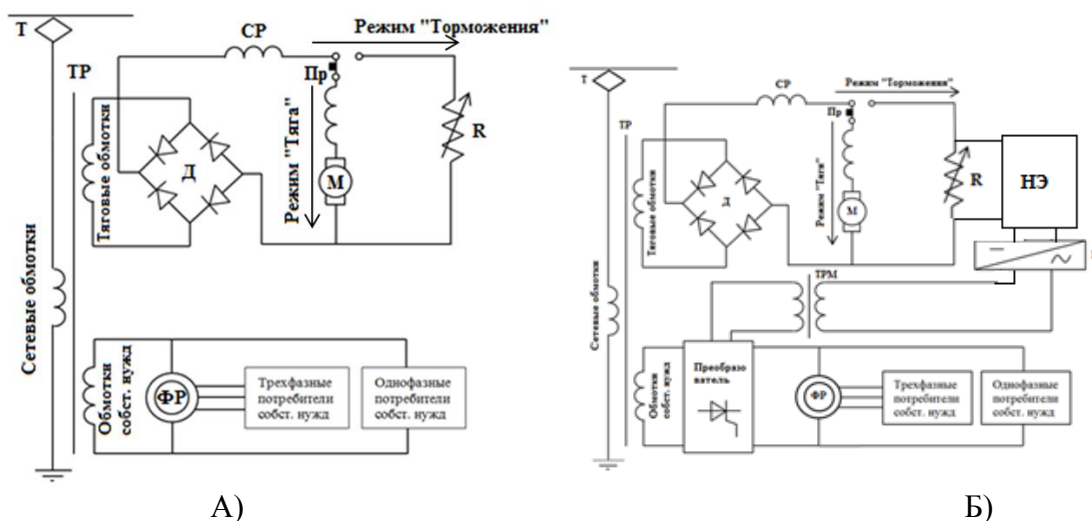 Т
СР
Режим "Торможения"
ТР
Пр
Тяговые обмотки
Д
Режим "Тяга"
М
R
Сетевые обмотки
Обмотки
собст. нужд
ФР
Трехфазные
потребители
собст. нужд
Однофазные
потребители
собст. нужд
А)
Т
СР
Режим "Торможения"
ТР
Пр
Тяговые обмотки
Д
Режим "Тяга"
М
R
НЭ
ТРМ
Сетевые обмотки
Обмотки
собст. нужд
Преобразо
ватель
ФР
Трехфазные
потребители
собст. нужд
Однофазные
потребители
собст. нужд
Б)